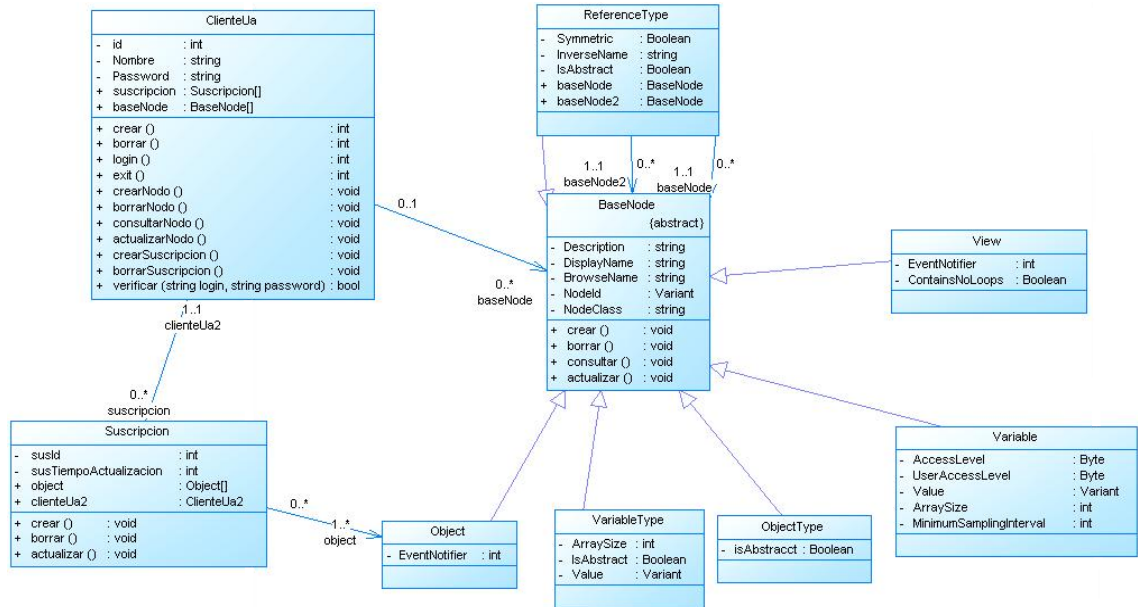 ClienteUa
- id : int
- Nombre : string
- Password : string
+ suscripcion : Suscripcion[]
+ baseNode : BaseNode[]
+ crear () : int
+ borrar () : int
+ login () : int
+ exit () : int
+ crearNodo () : void
+ borrarNodo () : void
+ consultarNodo () : void
+ actualizarNodo () : void
+ crearSuscripcion () : void
+ borrarSuscripcion () : void
+ verificar (string login, string password) : bool
ReferenceType
- Symmetric : Boolean
- InverseName : string
- IsAbstract : Boolean
+ baseNode : BaseNode
+ baseNode2 : BaseNode
1..1
baseNode2
0..*
1..1
baseNode
0..*
0..1
0..*
baseNode
BaseNode
{abstract}
- Description : string
- DisplayName : string
- BrowseName : string
- NodeId : Variant
- NodeClass : string
+ crear () : void
+ borrar () : void
+ consultar () : void
+ actualizar () : void
View
- EventNotifier : int
- ContainsNoLoops : Boolean
1..1
clienteUa2
0..*
suscripcion
Suscripcion
- susId : int
- susTiempoActualizacion : int
+ object : Object[]
+ clienteUa2 : ClienteUa2
+ crear () : void
+ borrar () : void
+ actualizar () : void
0..*
1..*
object
Object
- EventNotifier : int
VariableType
- ArraySize : int
- IsAbstract : Boolean
- Value : Variant
ObjectType
- isAbstracct : Boolean
Variable
- AccessLevel : Byte
- UserAccessLevel : Byte
- Value : Variant
- ArraySize : int
- MinimumSamplingInterval : int